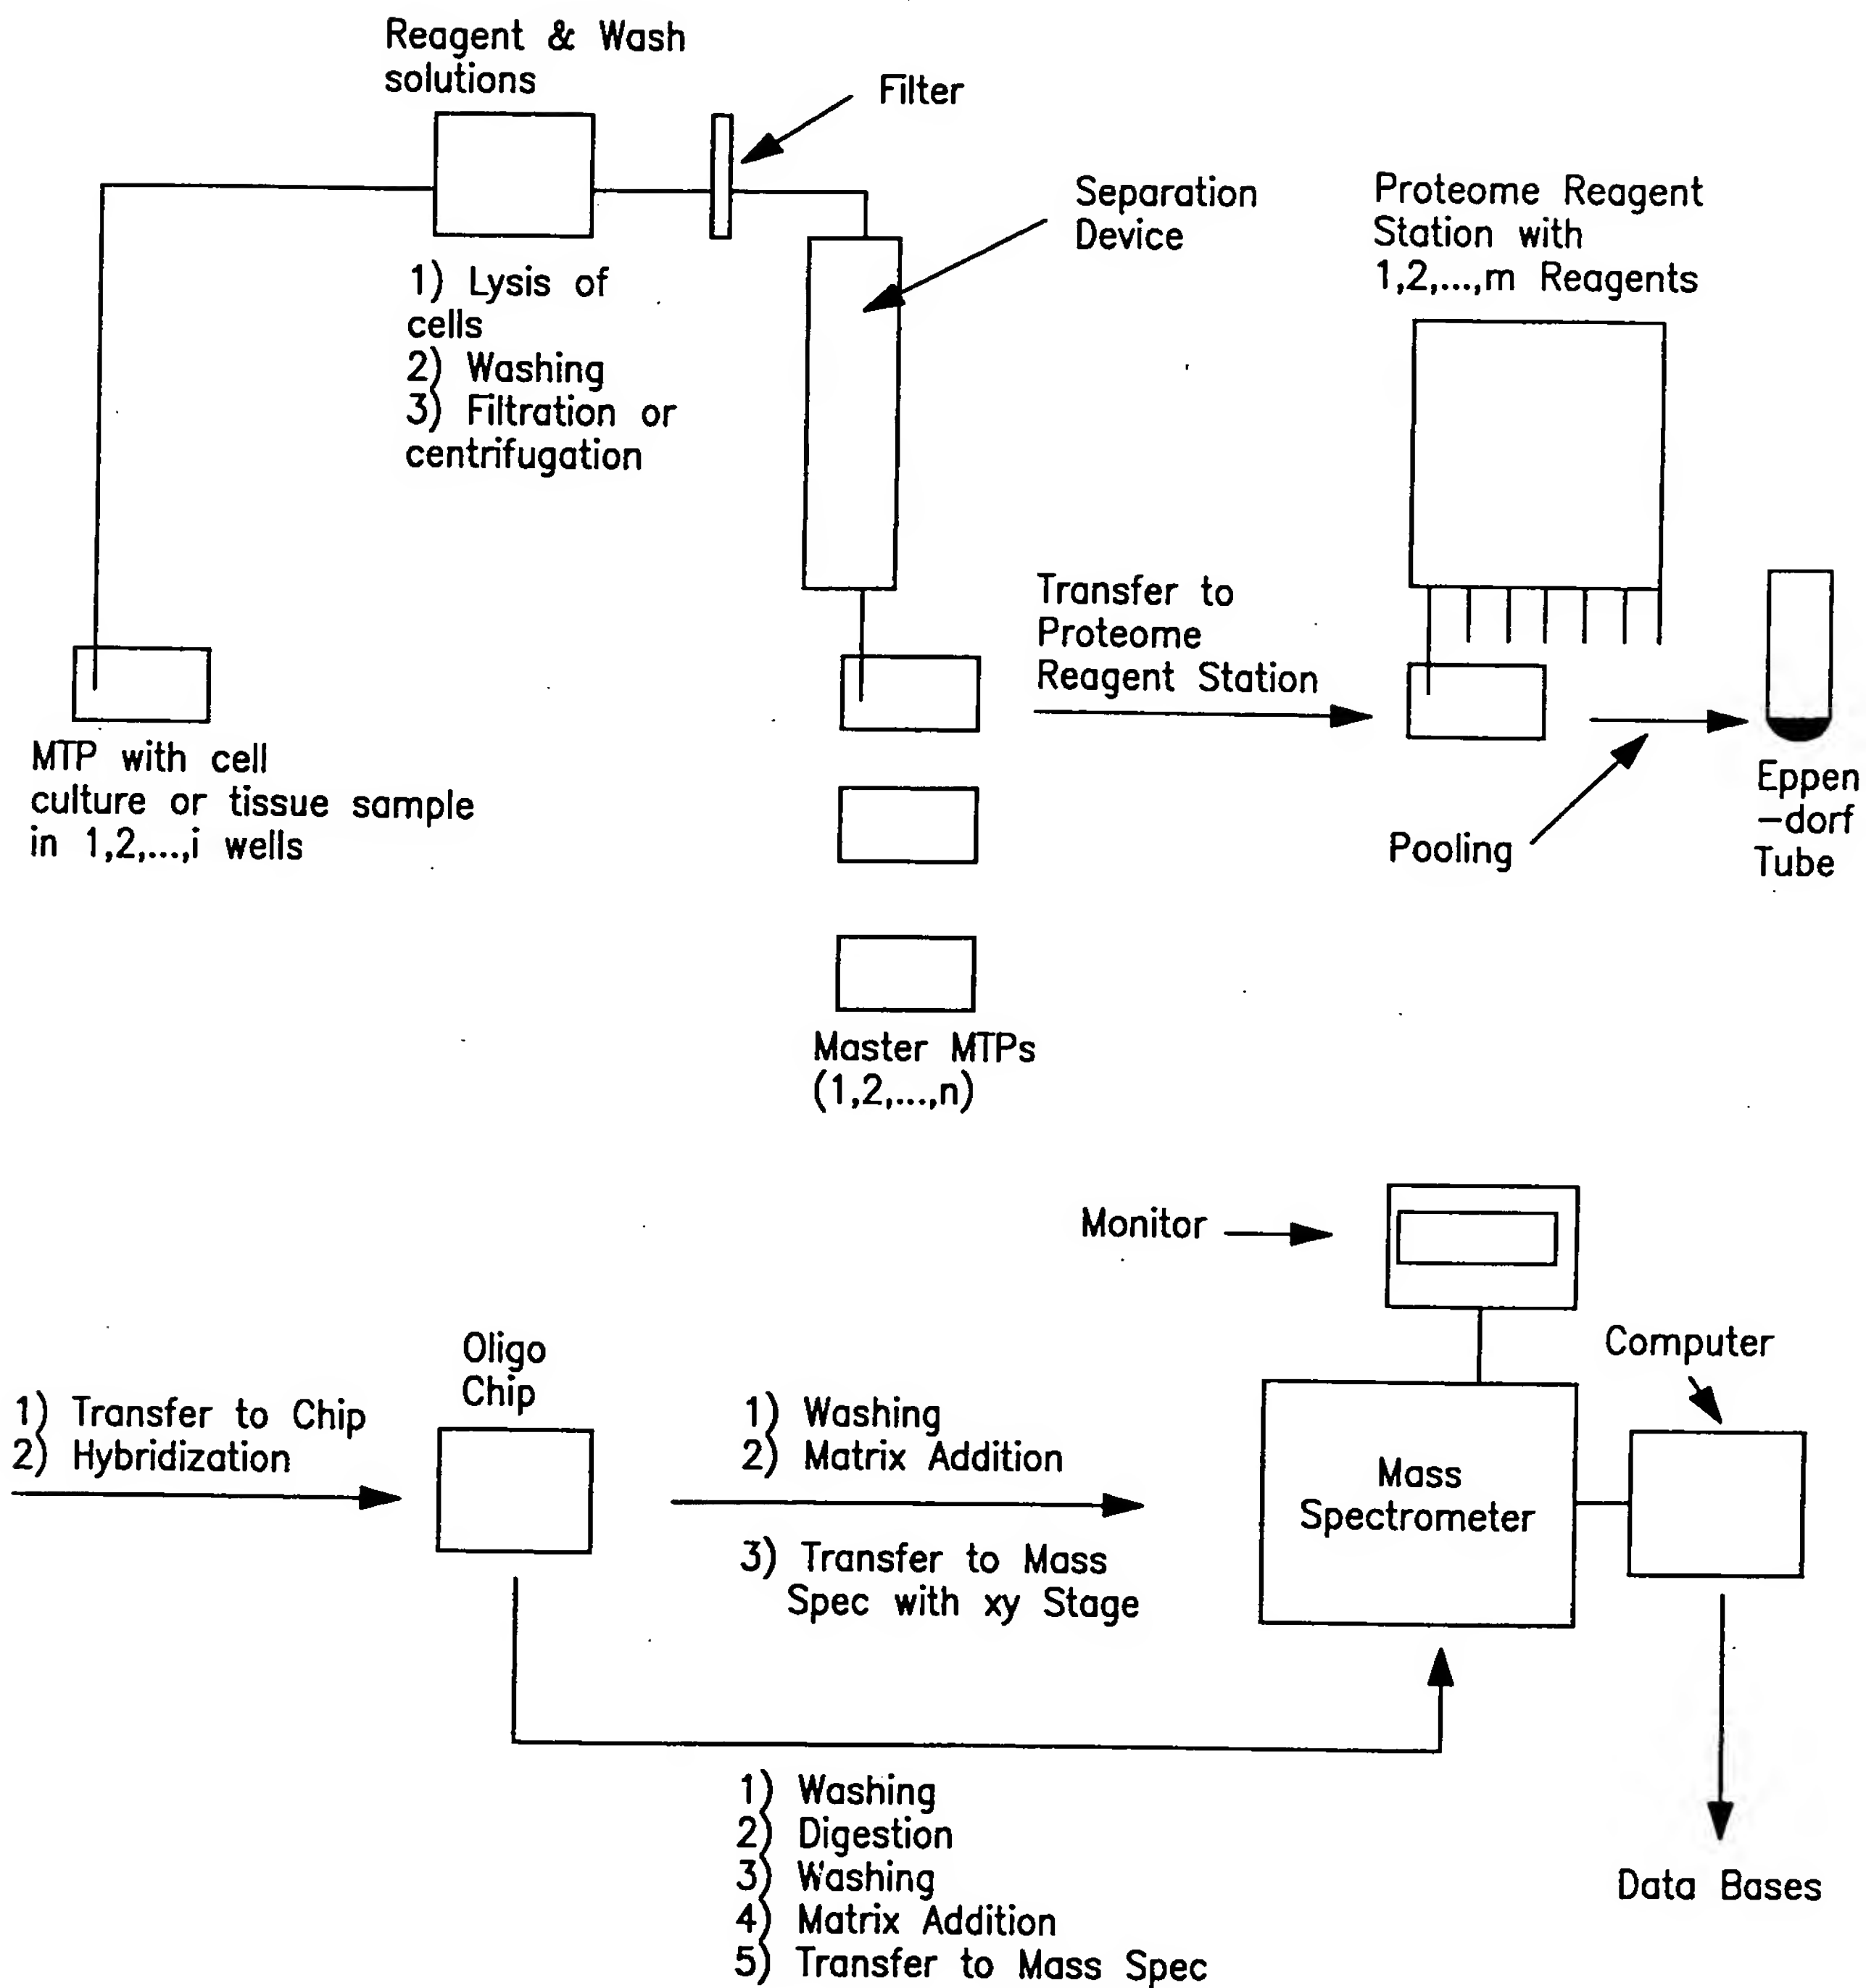 Reagent & Wash
solutions
Filter
1) Lysis of
cells
2) Washing
3) Filtration or
centrifugation
Separation
Device
Proteome Reagent
Station with
1,2,...,m Reagents
MTP with cell
culture or tissue sample
in 1,2,...,i wells
Transfer to
Proteome
Reagent Station
Pooling
Eppen
-dorf
Tube
Master MTPs
(1,2,...,n)
Monitor
Computer
Oligo
Chip
1) Transfer to Chip
2) Hybridization
1) Washing
2) Matrix Addition
3) Transfer to Mass
Spec with xy Stage
Mass
Spectrometer
1) Washing
2) Digestion
3) Washing
4) Matrix Addition
5) Transfer to Mass Spec
Data Bases